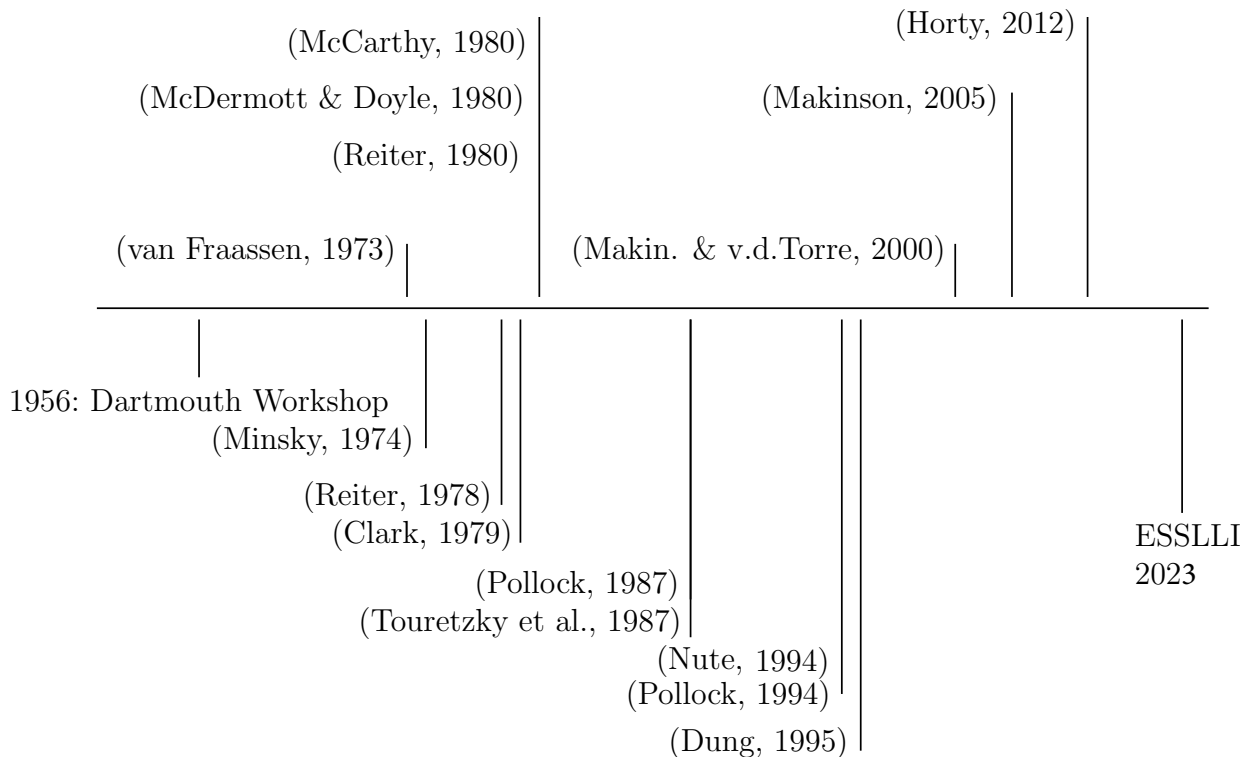 (Horty, 2012)
(McCarthy, 1980)
(McDermott & Doyle, 1980)
(Makinson, 2005)
(Reiter, 1980)
(van Fraassen, 1973)
(Makin. & v.d.Torre, 2000)
1956: Dartmouth Workshop
(Minsky, 1974)
(Reiter, 1978)
(Clark, 1979)
ESSLLI
2023
(Pollock, 1987)
(Touretzky et al., 1987)
(Nute, 1994)
(Pollock, 1994)
(Dung, 1995)